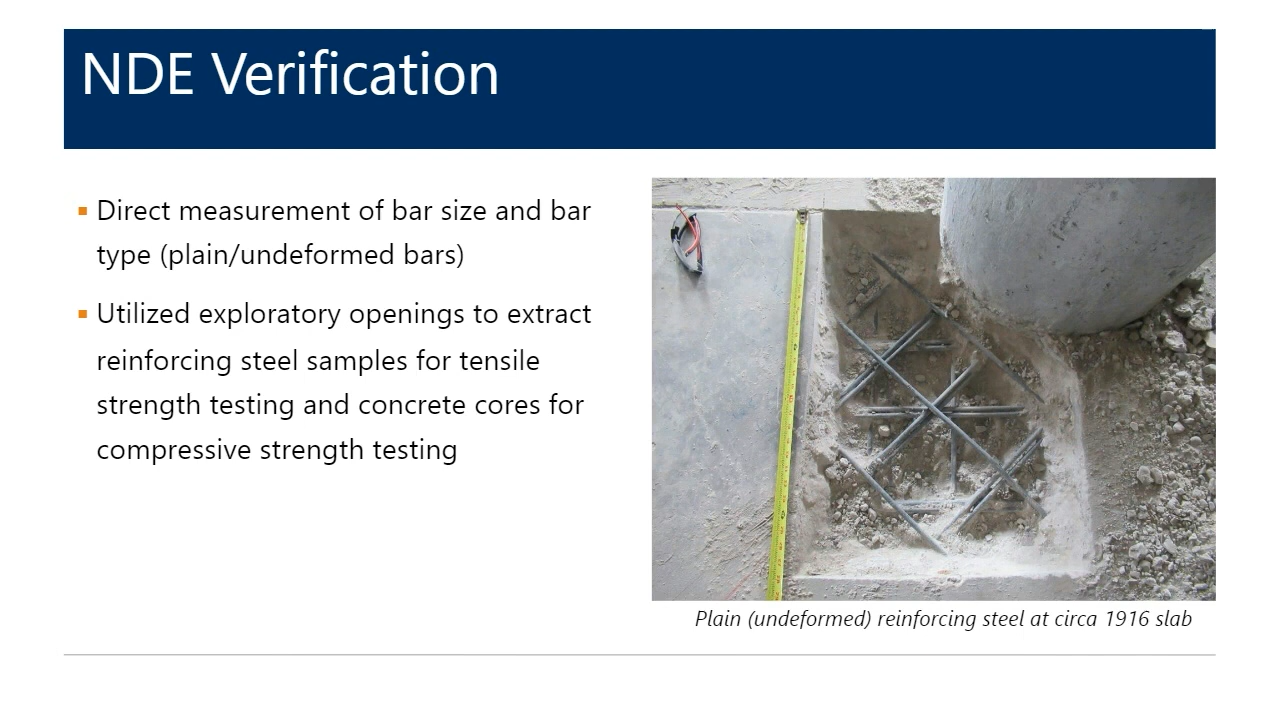 NDE Verification
Direct measurement of bar size and bar
type (plain/undeformed bars)
Utilized exploratory openings to extract
reinforcing steel samples for tensile
strength testing and concrete cores for
compressive strength testing
Plain (undeformed) reinforcing steel at circa 1916 slab